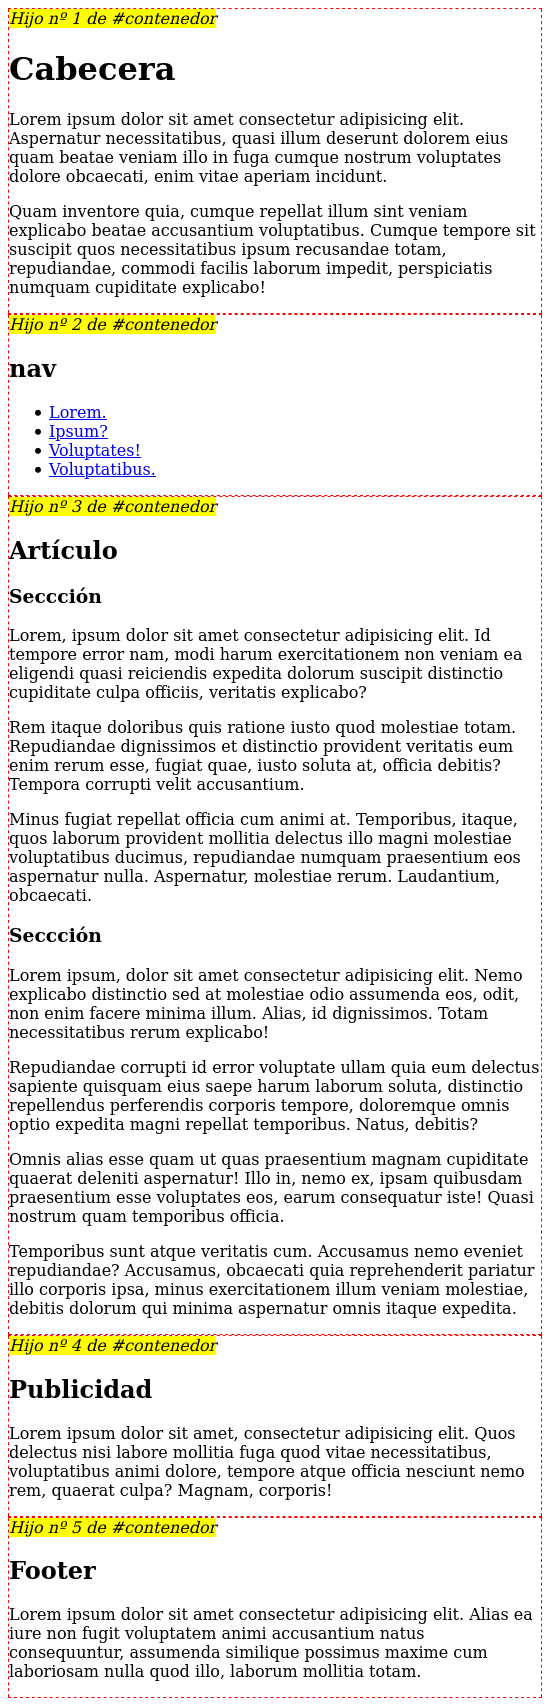 Hijo nº 1 de #contenedor
Cabecera
Lorem ipsum dolor sit amet consectetur adipisicing elit.
Aspernatur necessitatibus, quasi illum deserunt dolorem eius
quam beatae veniam illo in fuga cumque nostrum voluptates
dolore obcaecati, enim vitae aperiam incidunt.
Quam inventore quia, cumque repellat illum sint veniam
explicabo beatae accusantium voluptatibus. Cumque tempore sit
suscipit quos necessitatibus ipsum recusandae totam,
repudiandae, commodi facilis laborum impedit, perspiciatis
numquam cupiditate explicabo!
Hijo nº 2 de #contenedor
nav
• Lorem.
• Ipsum?
• Voluptates!
• Voluptatibus.
Hijo nº 3 de #contenedor
Artículo
Seccción
Lorem, ipsum dolor sit amet consectetur adipisicing elit. Id
tempore error nam, modi harum exercitationem non veniam ea
eligendi quasi reiciendis expedita dolorum suscipit distinctio
cupiditate culpa officiis, veritatis explicabo?
Rem itaque doloribus quis ratione iusto quod molestiae totam.
Repudiandae dignissimos et distinctio provident veritatis eum
enim rerum esse, fugiat quae, iusto soluta at, officia debitis?
Tempora corrupti velit accusantium.
Minus fugiat repellat officia cum animi at. Temporibus, itaque,
quos laborum provident mollitia delectus illo magni molestiae
voluptatibus ducimus, repudiandae numquam praesentium eos
aspernatur nulla. Aspernatur, molestiae rerum. Laudantium,
obcaecati.
Seccción
Lorem ipsum, dolor sit amet consectetur adipisicing elit. Nemo
explicabo distinctio sed at molestiae odio assumenda eos, odit,
non enim facere minima illum. Alias, id dignissimos. Totam
necessitatibus rerum explicabo!
Repudiandae corrupti id error voluptate ullam quia eum delectus
sapiente quisquam eius saepe harum laborum soluta, distinctio
repellendus perferendis corporis tempore, doloremque omnis
optio expedita magni repellat temporibus. Natus, debitis?
Omnis alias esse quam ut quas praesentium magnam cupiditate
quaerat deleniti aspernatur! Illo in, nemo ex, ipsam quibusdam
praesentium esse voluptates eos, earum consequatur iste! Quasi
nostrum quam temporibus officia.
Temporibus sunt atque veritatis cum. Accusamus nemo eveniet
repudiandae? Accusamus, obcaecati quia reprehenderit pariatur
illo corporis ipsa, minus exercitationem illum veniam molestiae,
debitis dolorum qui minima aspernatur omnis itaque expedita.
Hijo nº 4 de #contenedor
Publicidad
Lorem ipsum dolor sit amet, consectetur adipisicing elit. Quos
delectus nisi labore mollitia fuga quod vitae necessitatibus,
voluptatibus animi dolore, tempore atque officia nesciunt nemo
rem, quaerat culpa? Magnam, corporis!
Hijo nº 5 de #contenedor
Footer
Lorem ipsum dolor sit amet consectetur adipisicing elit. Alias ea
iure non fugit voluptatem animi accusantium natus
consequuntur, assumenda similique possimus maxime cum
laboriosam nulla quod illo, laborum mollitia totam.